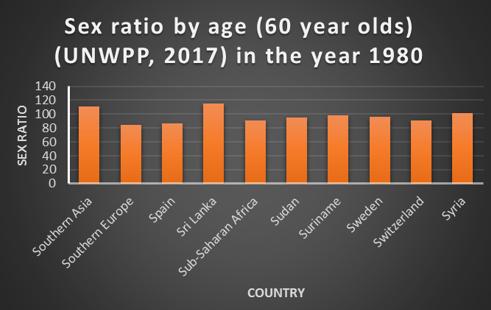 Sex ratio by age (60 year olds)
(UNWPP, 2017) in the year 1980
SEX RATIO
140
120
100
80
60
40
20
0
Southern Asia
Southern Europe
Spain
Sri Lanka
Sub-Saharan Africa
Sudan
Suriname
Sweden
Switzerland
Syria
COUNTRY